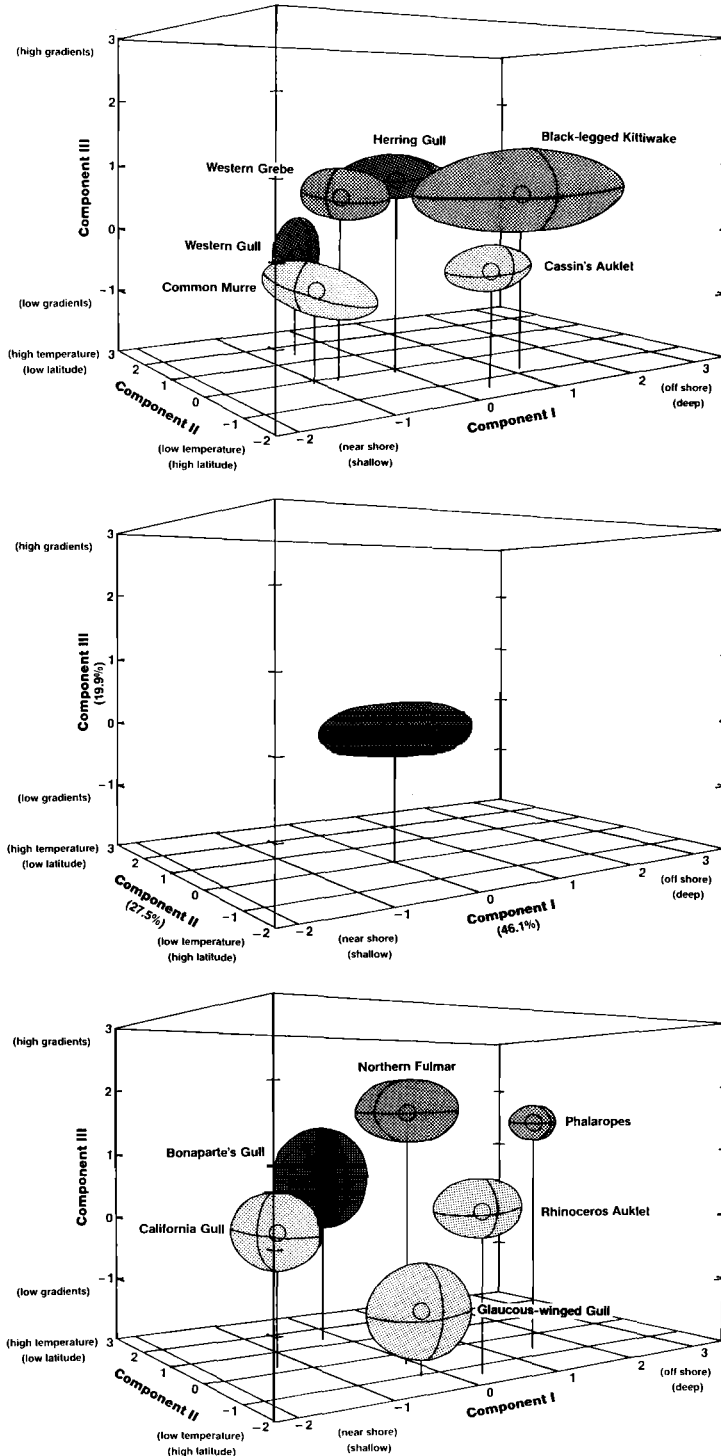 3
(high gradients)
2
1
Component III
0
−1
(low gradients)
(high temperature)
(low latitude)
3
2
1
0
−1
−2
Component II
(low temperature)
(high latitude)
−2
−1
0
1
2
3
(near shore)
(shallow)
Component I
(off shore)
(deep)
Herring Gull
Black-legged Kittiwake
Western Grebe
Western Gull
Common Murre
Cassin's Auklet
3
(high gradients)
2
1
Component III
(19.9%)
0
−1
(low gradients)
(high temperature)
(low latitude)
3
2
1
0
−1
−2
Component II
(27.5%)
(low temperature)
(high latitude)
−2
−1
0
1
2
3
(near shore)
(shallow)
Component I
(46.1%)
(off shore)
(deep)
3
(high gradients)
2
1
Component III
0
−1
(low gradients)
(high temperature)
(low latitude)
3
2
1
0
−1
−2
Component II
(low temperature)
(high latitude)
−2
−1
0
1
2
3
(near shore)
(shallow)
Component I
(off shore)
(deep)
Northern Fulmar
Phalaropes
Bonaparte's Gull
California Gull
Rhinoceros Auklet
Glaucous-winged Gull